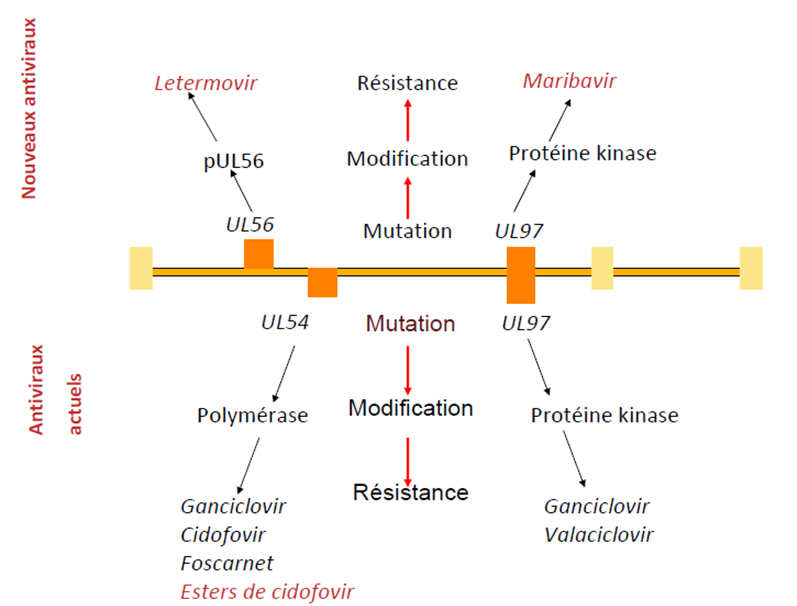 Nouveaux antiviraux
Letermovir
Résistance
Maribavir
pUL56
Modification
Protéine kinase
UL56
Mutation
UL97
Antiviraux
actuels
UL54
Mutation
UL97
Polymérase
Modification
Protéine kinase
Résistance
Ganciclovir
Cidofovir
Foscarnet
Esters de cidofovir
Ganciclovir
Valaciclovir